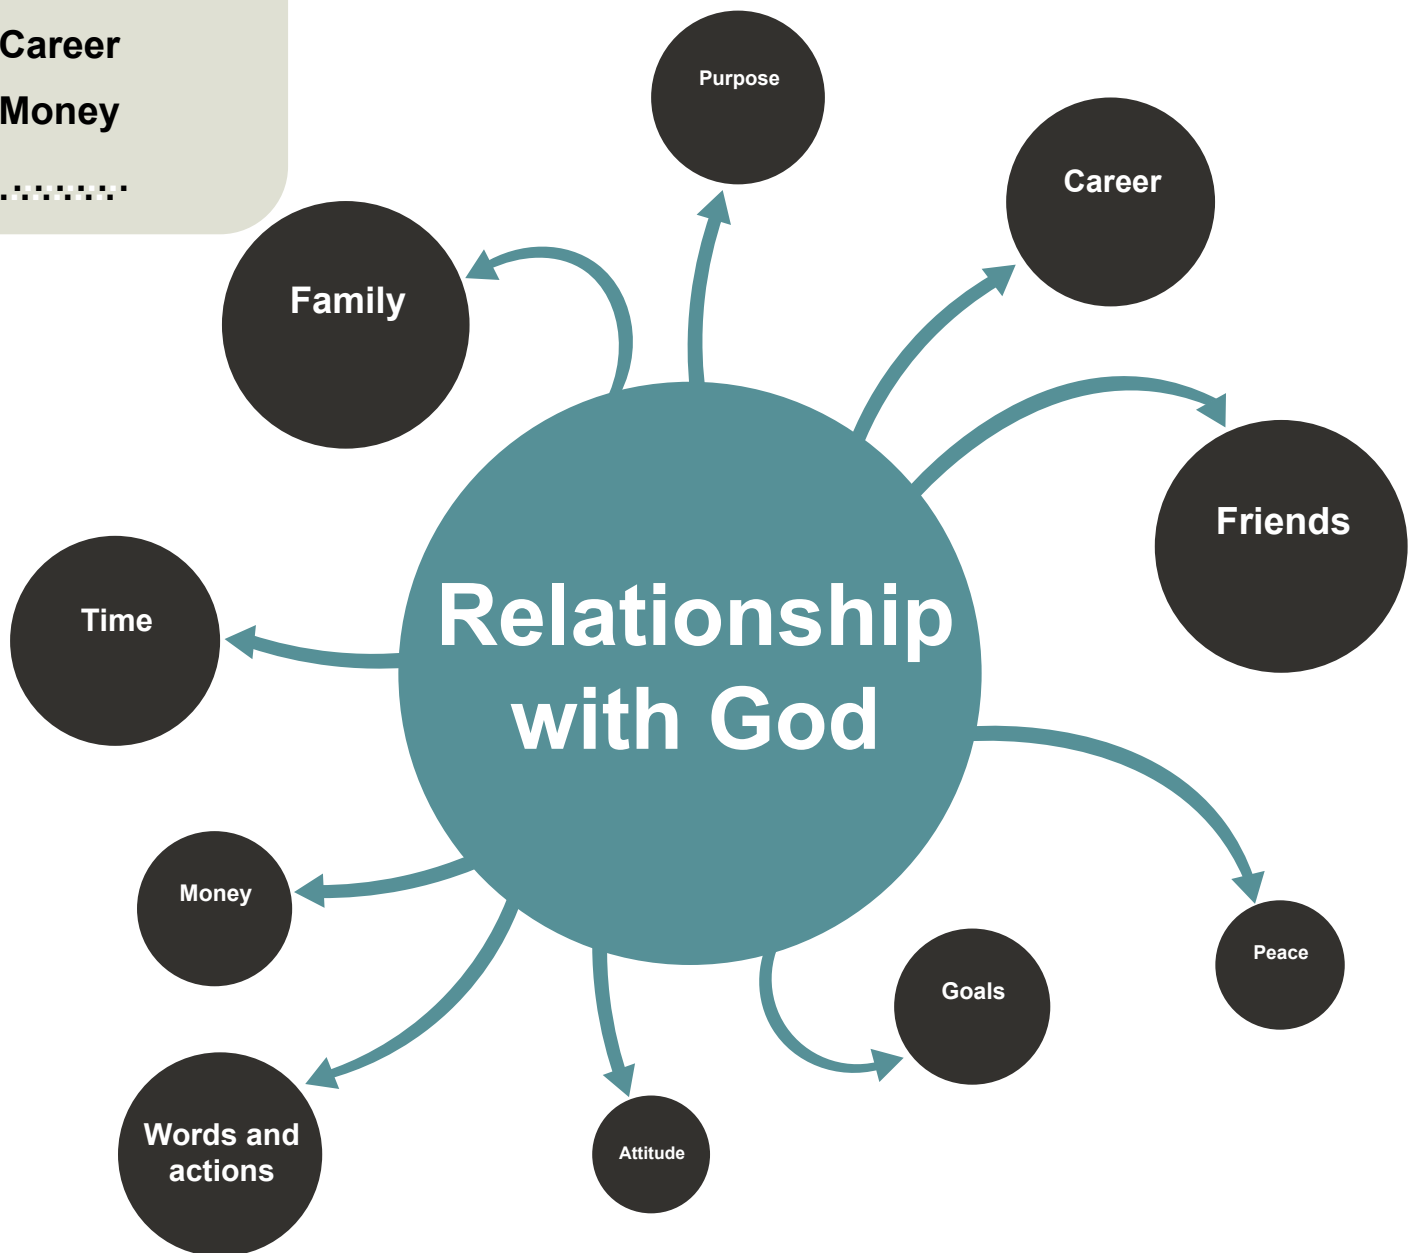 Career
Money
Purpose
Career
Family
Friends
Relationship
with God
Time
Money
Peace
Goals
Words and
actions
Attitude